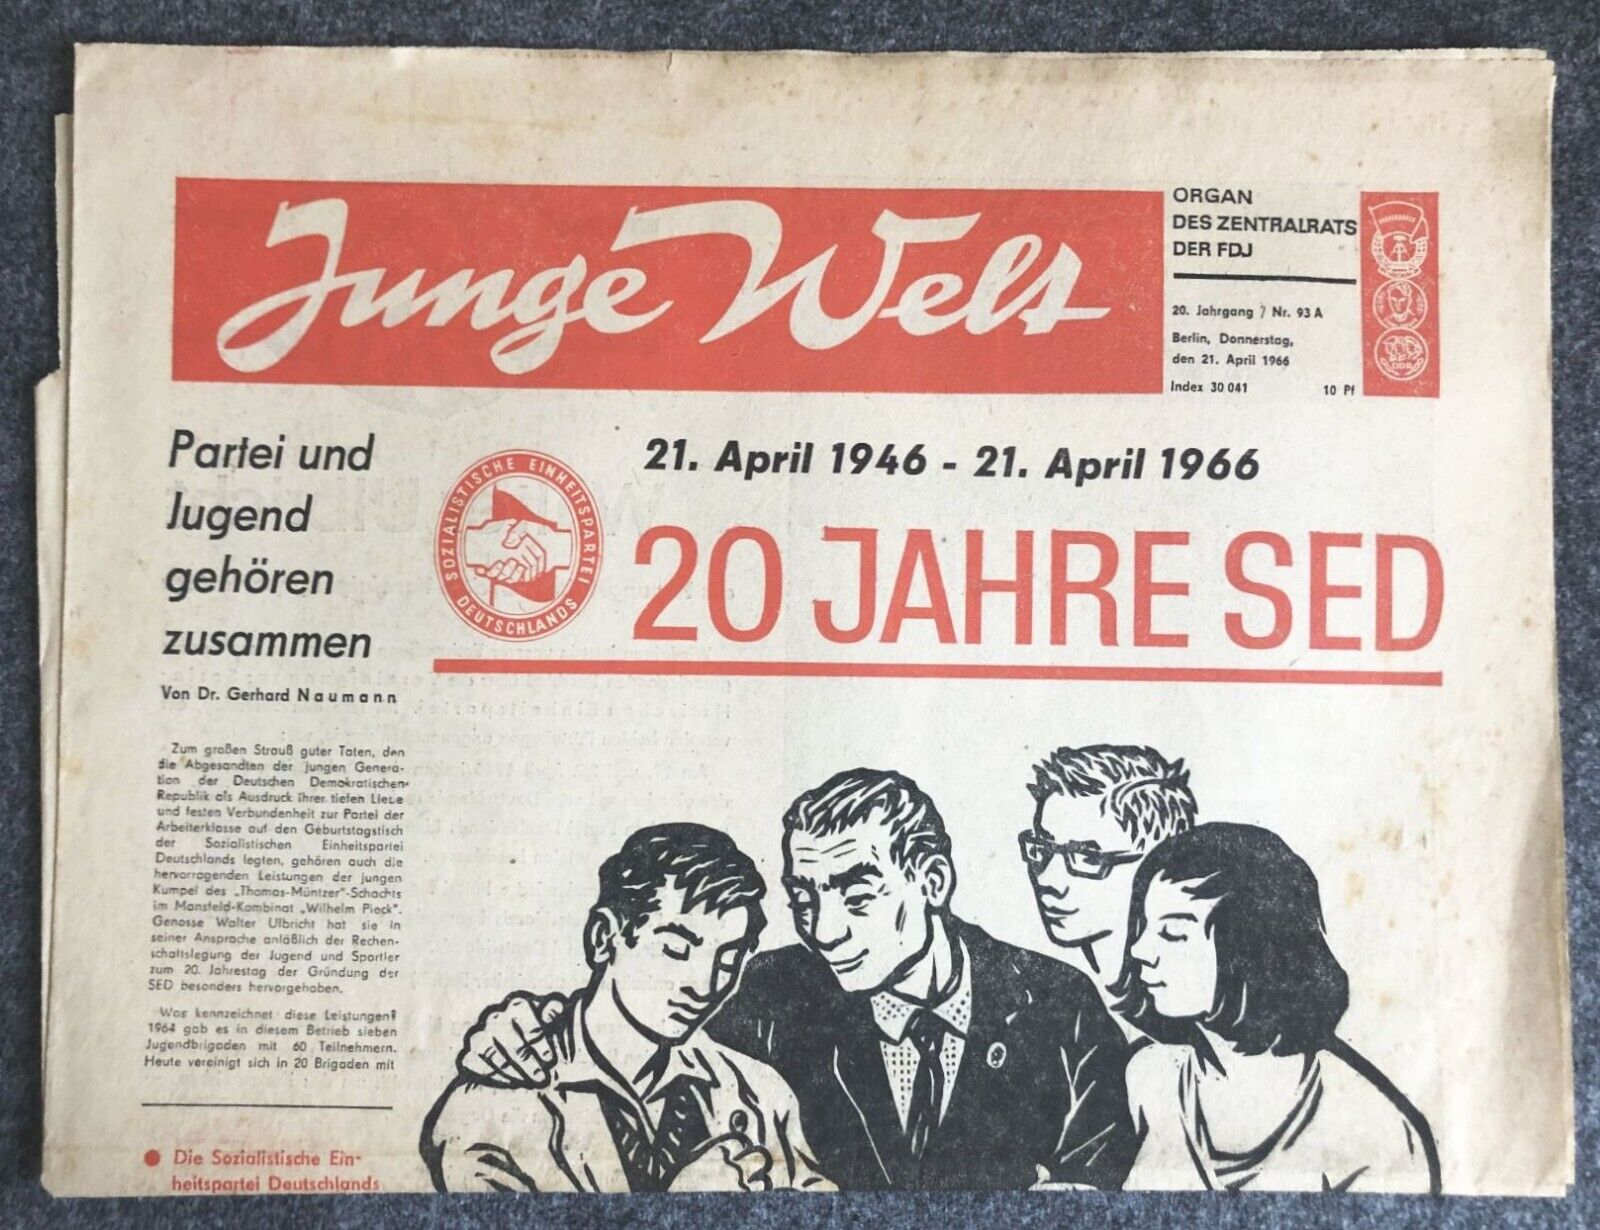 Junge Welt
ORGAN
DES ZENTRALRATS
DER FDJ
20. Jahrgang / Nr. 93 A
Berlin, Donnerstag,
den 21. April 1966
Index 30 041 10 Pf
DDR
Partei und
Jugend
gehören
zusammen
Von Dr. Gerhard Naumann
SOZIALISTISCHE EINHEITSPARTEI DEUTSCHLANDS
21. April 1946 - 21. April 1966
20 JAHRE SED
Zum großen Strauß guter Taten, den
die Abgesandten der jungen Genera-
tion der Deutschen Demokratischen
Republik als Ausdruck ihrer tiefen Liebe
und festen Verbundenheit zur Partei der
Arbeiterklasse auf den Geburtstagstisch
der Sozialistischen Einheitspartei
Deutschlands legten, gehören auch die
hervorragenden Leistungen der jungen
Kumpel des „Thomas-Müntzer"-Schachts
im Mansfeld-Kombinat „Wilhelm Pieck".
Genosse Walter Ulbricht hat sie in
seiner Ansprache anläßlich der Rechen-
schaftslegung der Jugend und Sportler
zum 20. Jahrestag der Gründung der
SED besonders hervorgehoben.
Was kennzeichnet diese Leistungen?
1964 gab es in diesem Betrieb sieben
Jugendbrigaden mit 60 Teilnehmern.
Heute vereinigt sich in 20 Brigaden mit
● Die Sozialistische Ein-
heitspartei Deutschlands